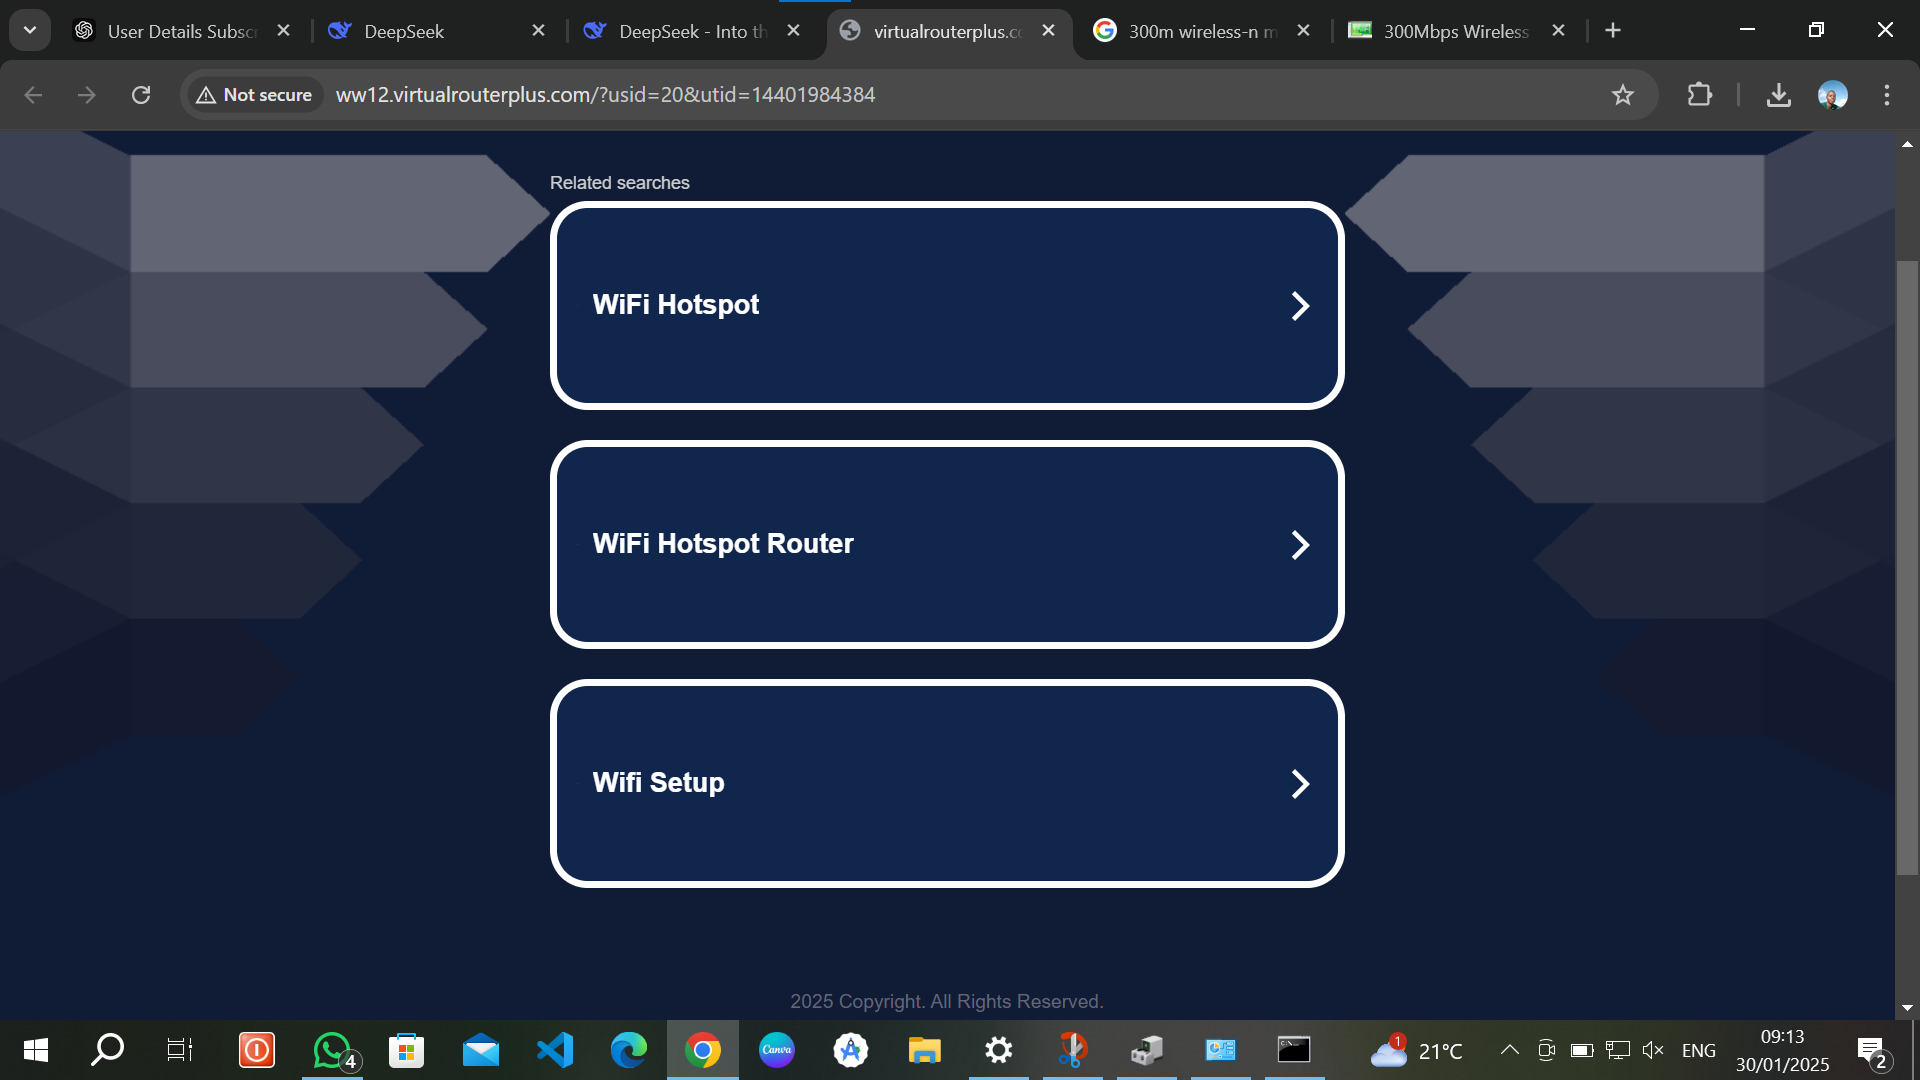 User Details Subscr
DeepSeek
DeepSeek - Into th
virtualrouterplus.co
300m wireless-n m
300Mbps Wireless
Not secure
ww12.virtualrouterplus.com/?usid=20&utid=14401984384
Related searches
WiFi Hotspot
WiFi Hotspot Router
Wifi Setup
2025 Copyright. All Rights Reserved.
4
Canva
1
21°C
ENG
09:13
30/01/2025
2